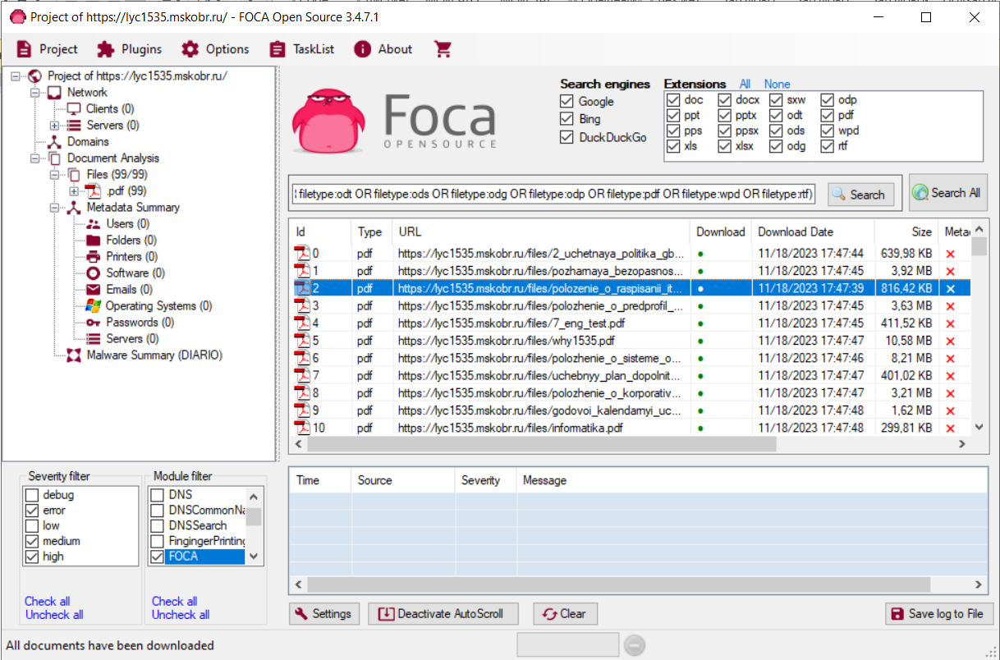 Project of https://lyc1535.mskobr.ru/ - FOCA Open Source 3.4.7.1
Project Plugins Options TaskList About
Project of https://lyc1535.mskobr.ru/
Network
Clients (0)
Servers (0)
Domains
Document Analysis
Files (99/99)
.pdf (99)
Metadata Summary
Users (0)
Folders (0)
Printers (0)
Software (0)
Emails (0)
Operating Systems (0)
Passwords (0)
Servers (0)
Malware Summary (DIARIO)
Foca
OPENSOURCE
Search engines
Google
Bing
DuckDuckGo
Extensions All None
doc docx sxw odp
ppt pptx odt pdf
pps ppsx ods wpd
xls xlsx odg rtf
filetype:odt OR filetype:ods OR filetype:odg OR filetype:odp OR filetype:pdf OR filetype:wpd OR filetype:rtf)
Search
Search All
Id Type URL Download Download Date Size Metad
0 pdf https://lyc1535.mskobr.ru/files/2_uchetnaya_politika_gb... 11/18/2023 17:47:44 639,98 KB
1 pdf https://lyc1535.mskobr.ru/files/pozharnaya_bezopasnos... 11/18/2023 17:47:45 3,92 MB
2 pdf https://lyc1535.mskobr.ru/files/polozenie_o_raspisanii_it... 11/18/2023 17:47:39 816,42 KB
3 pdf https://lyc1535.mskobr.ru/files/polozhenie_o_predprofil_... 11/18/2023 17:47:45 3,63 MB
4 pdf https://lyc1535.mskobr.ru/files/7_eng_test.pdf 11/18/2023 17:47:45 411,52 KB
5 pdf https://lyc1535.mskobr.ru/files/why1535.pdf 11/18/2023 17:47:47 10,58 MB
6 pdf https://lyc1535.mskobr.ru/files/polozhenie_o_sisteme_o... 11/18/2023 17:47:46 8,21 MB
7 pdf https://lyc1535.mskobr.ru/files/uchebnyy_plan_dopolnit... 11/18/2023 17:47:47 401,02 KB
8 pdf https://lyc1535.mskobr.ru/files/polozhenie_o_korporativ... 11/18/2023 17:47:47 3,21 MB
9 pdf https://lyc1535.mskobr.ru/files/godovoi_kalendarnyi_uc... 11/18/2023 17:47:48 1,62 MB
10 pdf https://lyc1535.mskobr.ru/files/informatika.pdf 11/18/2023 17:47:48 299,81 KB
Severity filter
debug
error
low
medium
high
Check all
Uncheck all
Module filter
DNS
DNSCommonNa
DNSSearch
FingingerPrinting
FOCA
Check all
Uncheck all
Time Source Severity Message
Settings Deactivate AutoScroll Clear Save log to File
All documents have been downloaded